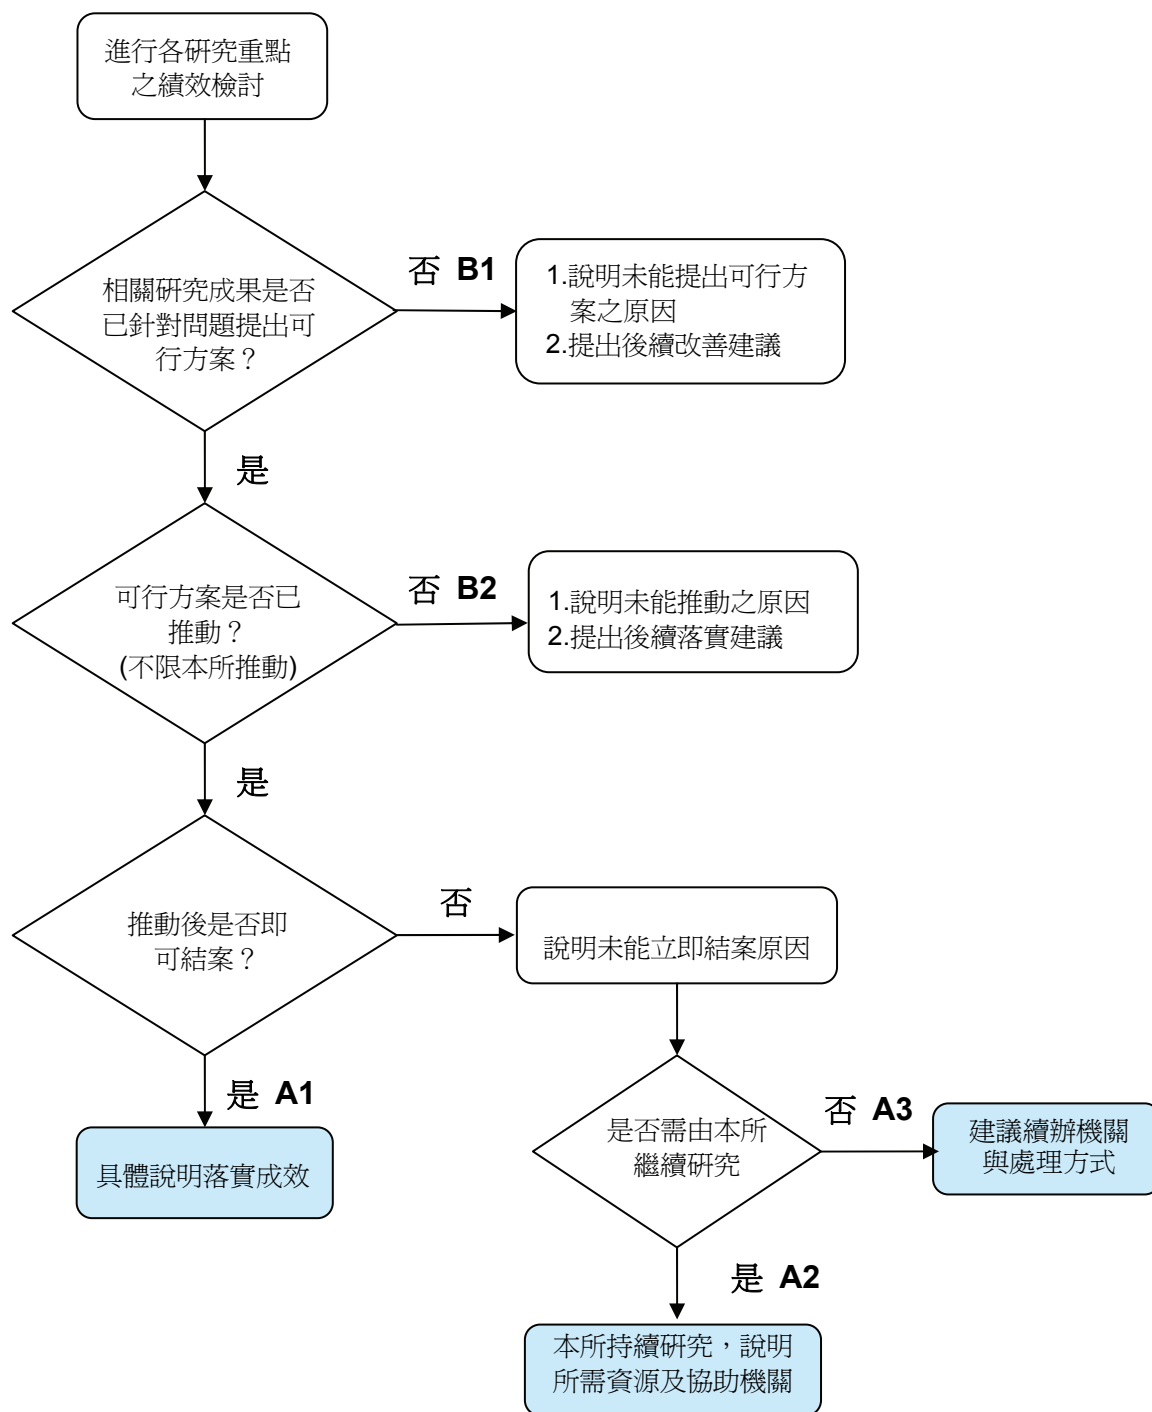 進行各研究重點
之績效檢討
相關研究成果是否
已針對問題提出可
行方案？
否 B1
1.說明未能提出可行方
案之原因
2.提出後續改善建議
是
可行方案是否已
推動？
(不限本所推動)
否 B2
1.說明未能推動之原因
2.提出後續落實建議
是
推動後是否即
可結案？
否
說明未能立即結案原因
是 A1
具體說明落實成效
是否需由本所
繼續研究
否 A3
建議續辦機關
與處理方式
是 A2
本所持續研究，說明
所需資源及協助機關